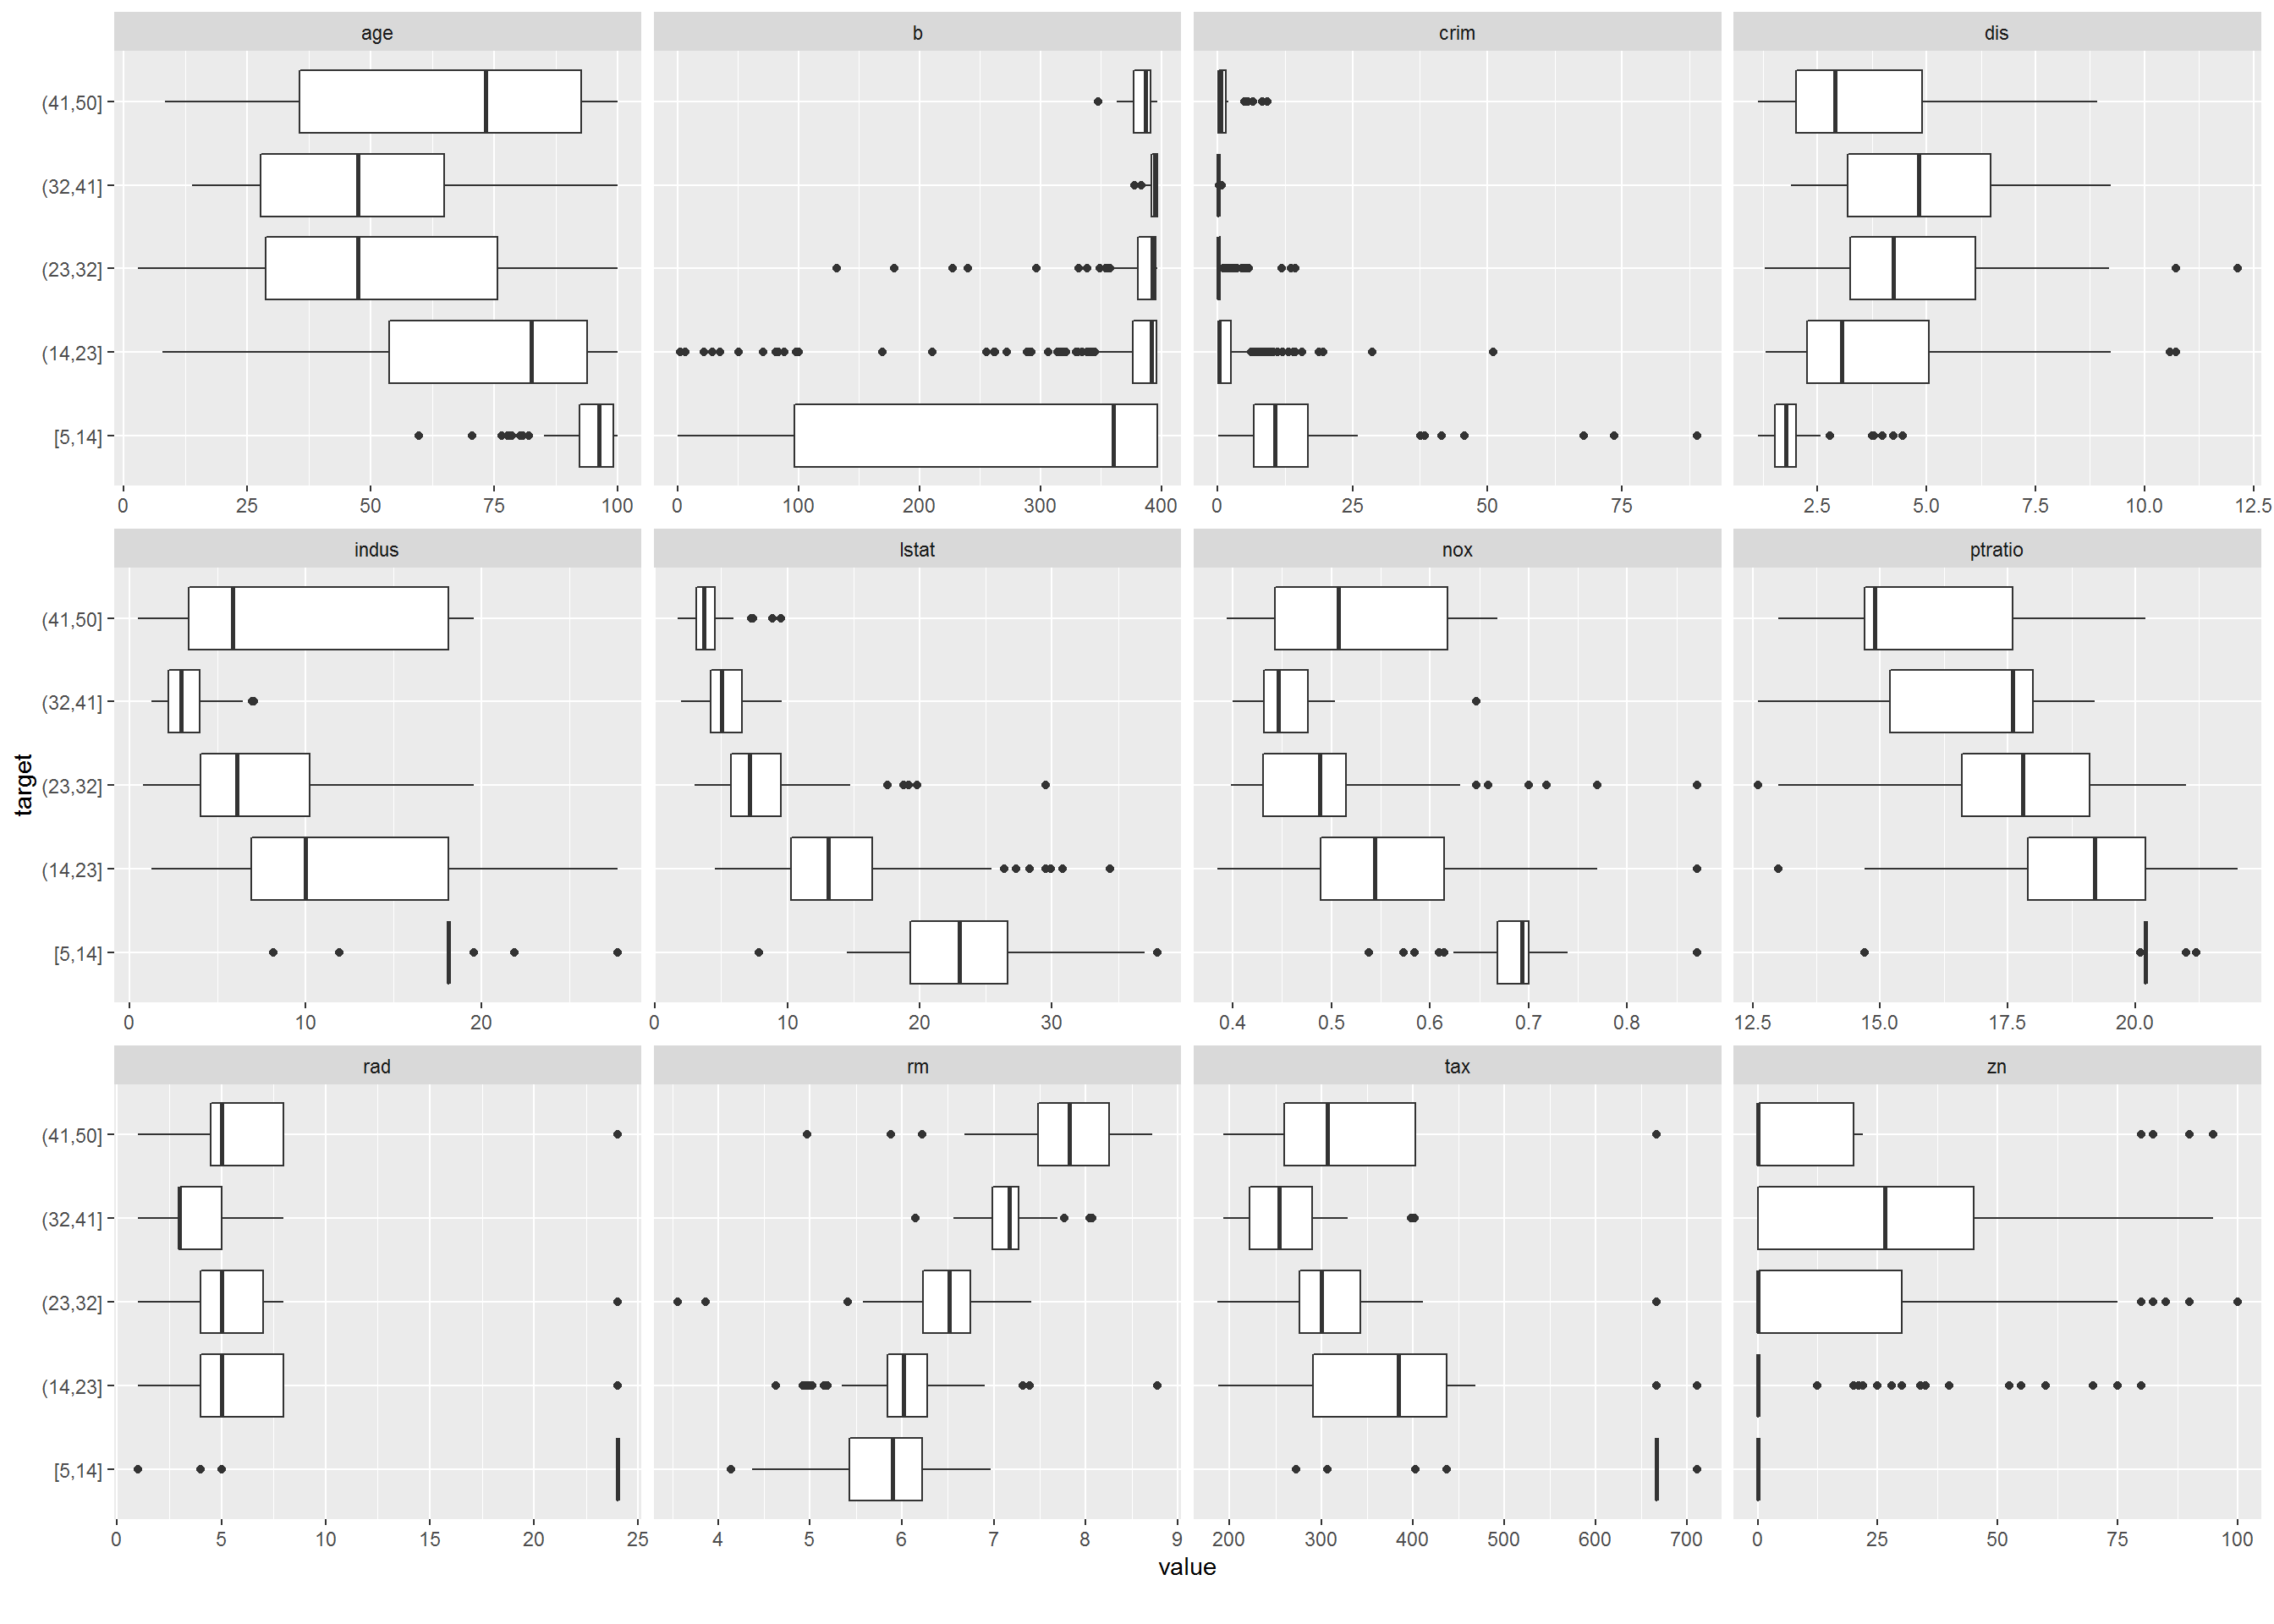 age b crim dis
(41,50]
(32,41]
(23,32]
(14,23]
[5,14]
0 25 50 75 100 0 100 200 300 400 0 25 50 75 2.5 5.0 7.5 10.0 12.5
indus lstat nox ptratio
(41,50]
(32,41]
(23,32]
(14,23]
[5,14]
0 10 20 0 10 20 30 0.4 0.5 0.6 0.7 0.8 12.5 15.0 17.5 20.0
target
rad rm tax zn
(41,50]
(32,41]
(23,32]
(14,23]
[5,14]
0 5 10 15 20 25 4 5 6 7 8 9 200 300 400 500 600 700 0 25 50 75 100
value